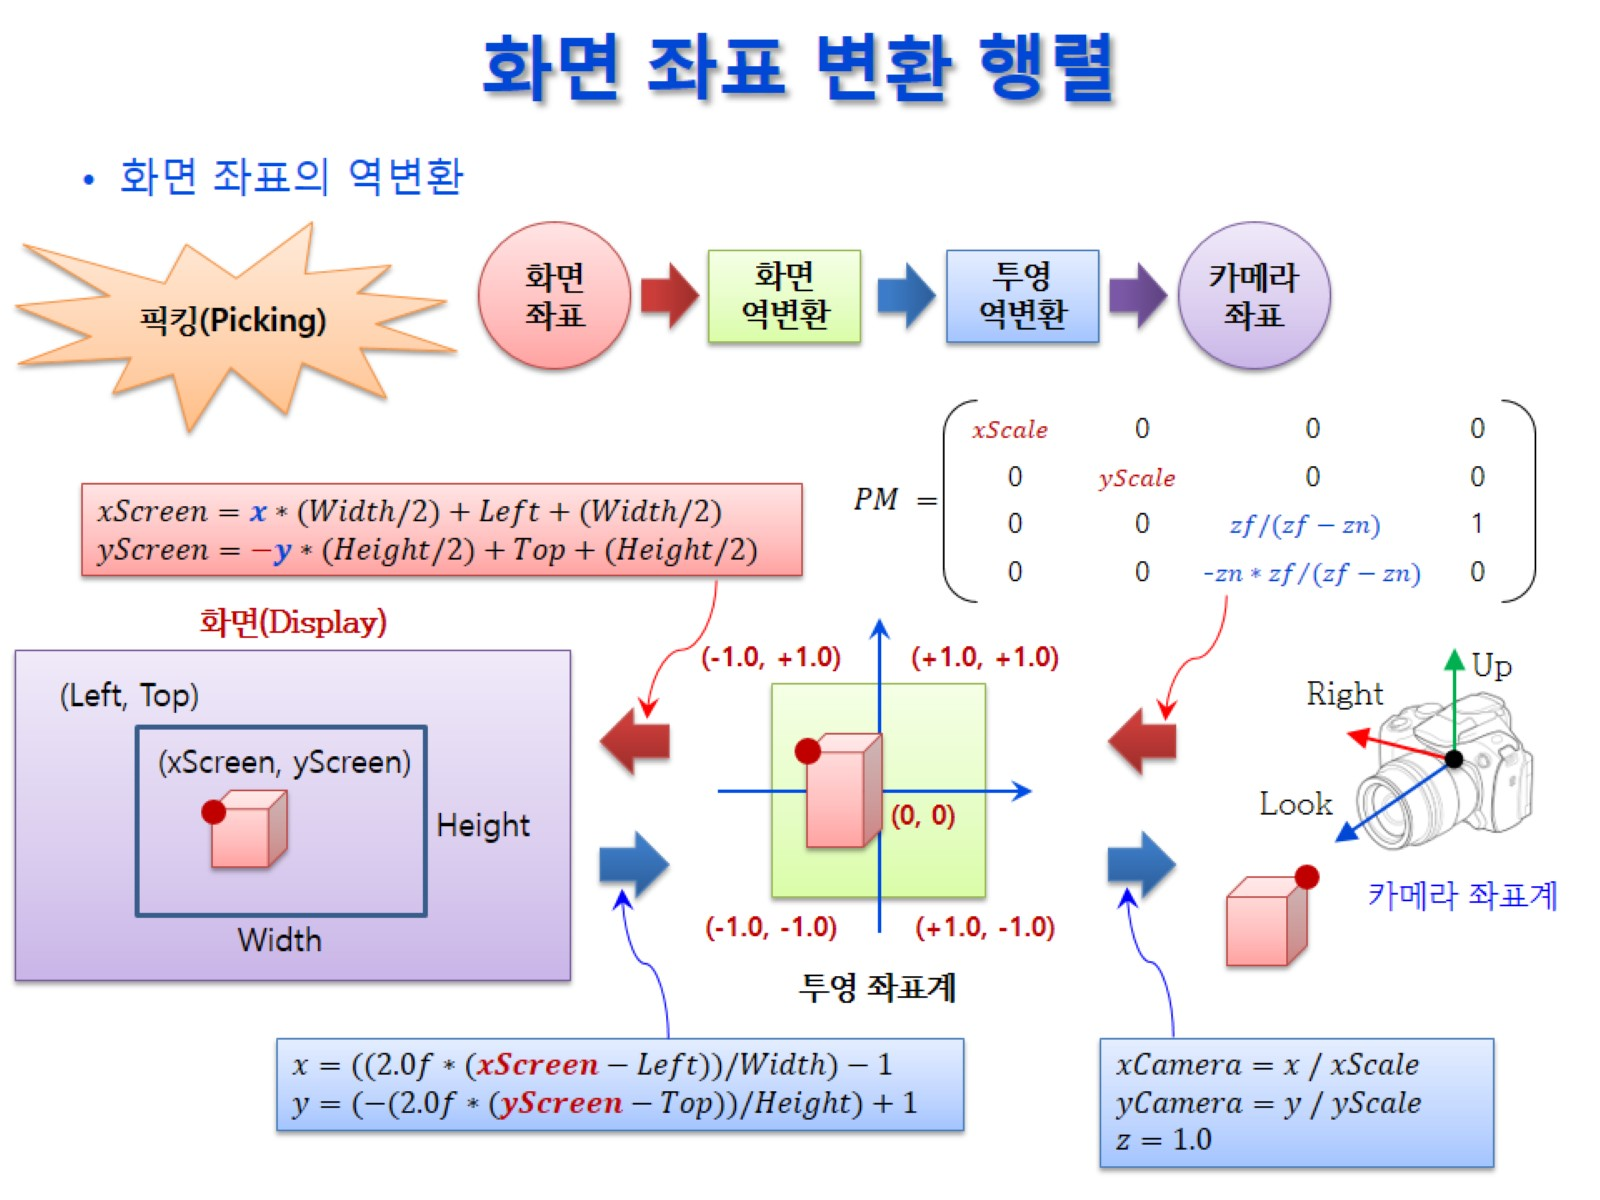 화면 좌표 변환 행렬
• 화면 좌표의 역변환
픽킹(Picking)
화면
좌표
화면
역변환
투영
역변환
카메라
좌표
PM =
xScale 0 0 0
0 yScale 0 0
0 0 zf/(zf − zn) 1
0 0 -zn * zf/(zf − zn) 0
xScreen = x * (Width/2) + Left + (Width/2)
yScreen = −y * (Height/2) + Top + (Height/2)
화면(Display)
(Left, Top)
(xScreen, yScreen)
Height
Width
(-1.0, +1.0) (+1.0, +1.0)
(0, 0)
(-1.0, -1.0) (+1.0, -1.0)
투영 좌표계
Up
Right
Look
카메라 좌표계
x = ((2.0f * (xScreen − Left))/Width) − 1
y = (−(2.0f * (yScreen − Top))/Height) + 1
xCamera = x / xScale
yCamera = y / yScale
z = 1.0